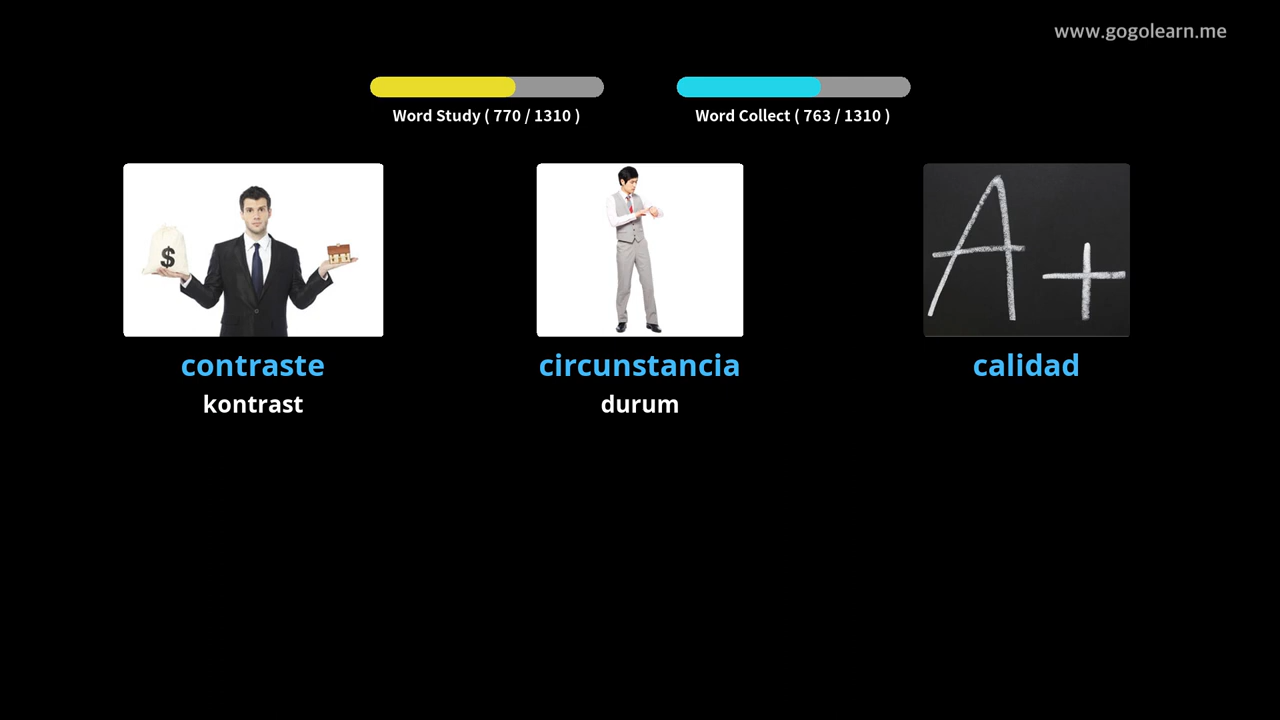 www.gogolearn.me
Word Study ( 770 / 1310 )
Word Collect ( 763 / 1310 )
$
A+
contraste
circunstancia
calidad
kontrast
durum